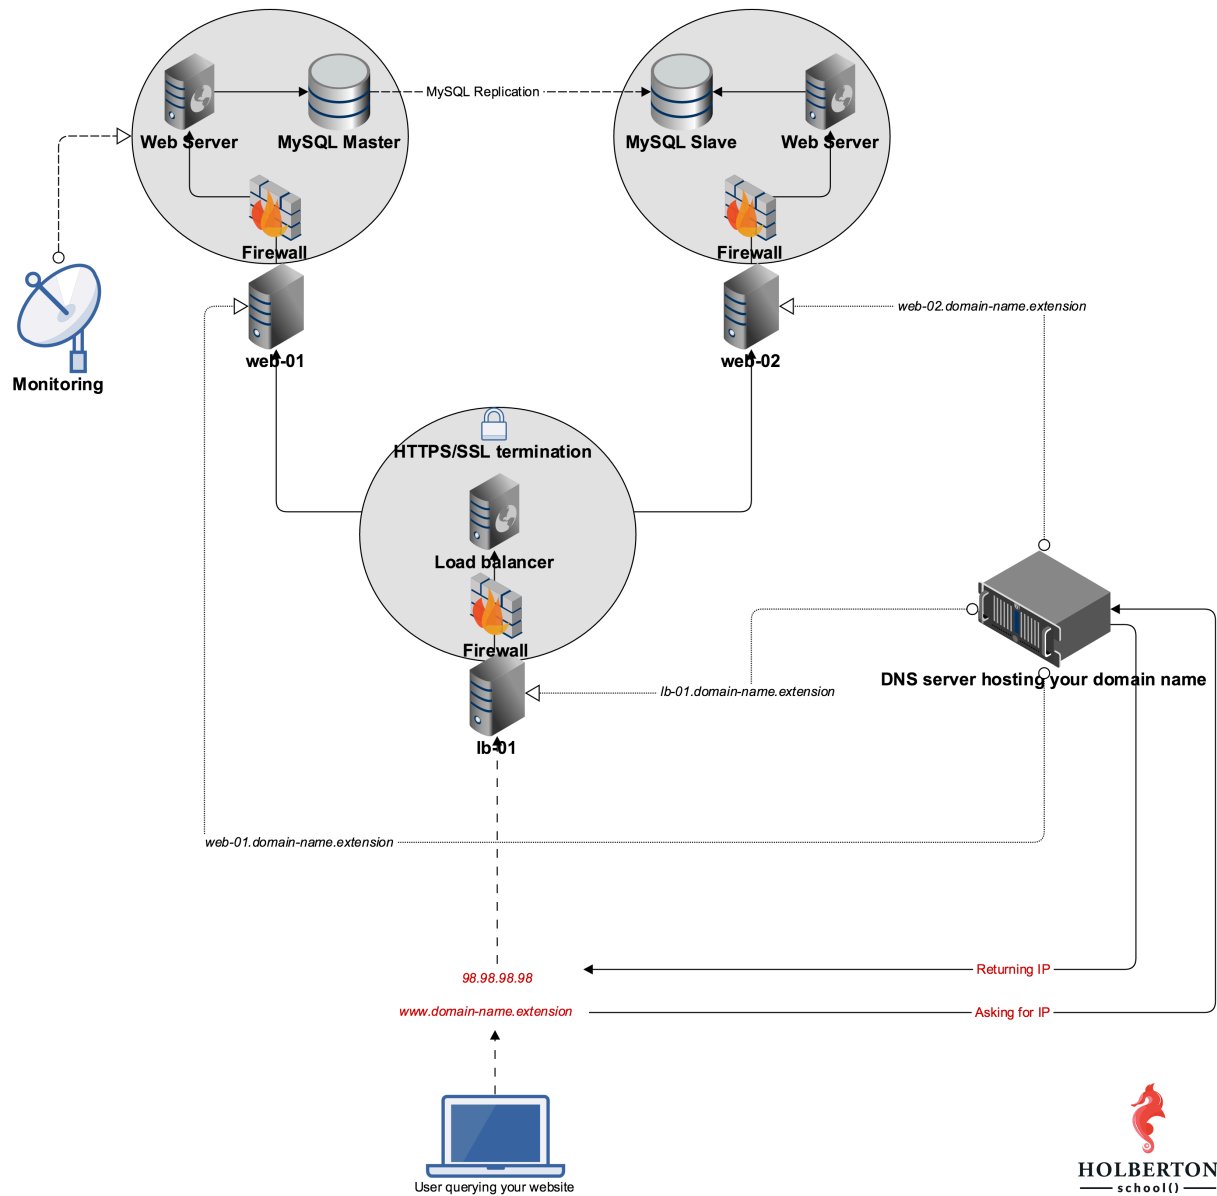 MySQL Replication
Web Server
MySQL Master
MySQL Slave
Web Server
Firewall
Firewall
web-02.domain-name.extension
web-01
web-02
Monitoring
HTTPS/SSL termination
Load balancer
Firewall
DNS server hosting your domain name
lb-01.domain-name.extension
lb-01
web-01.domain-name.extension
Returning IP
98.98.98.98
www.domain-name.extension
Asking for IP
User querying your website
HOLBERTON
school()